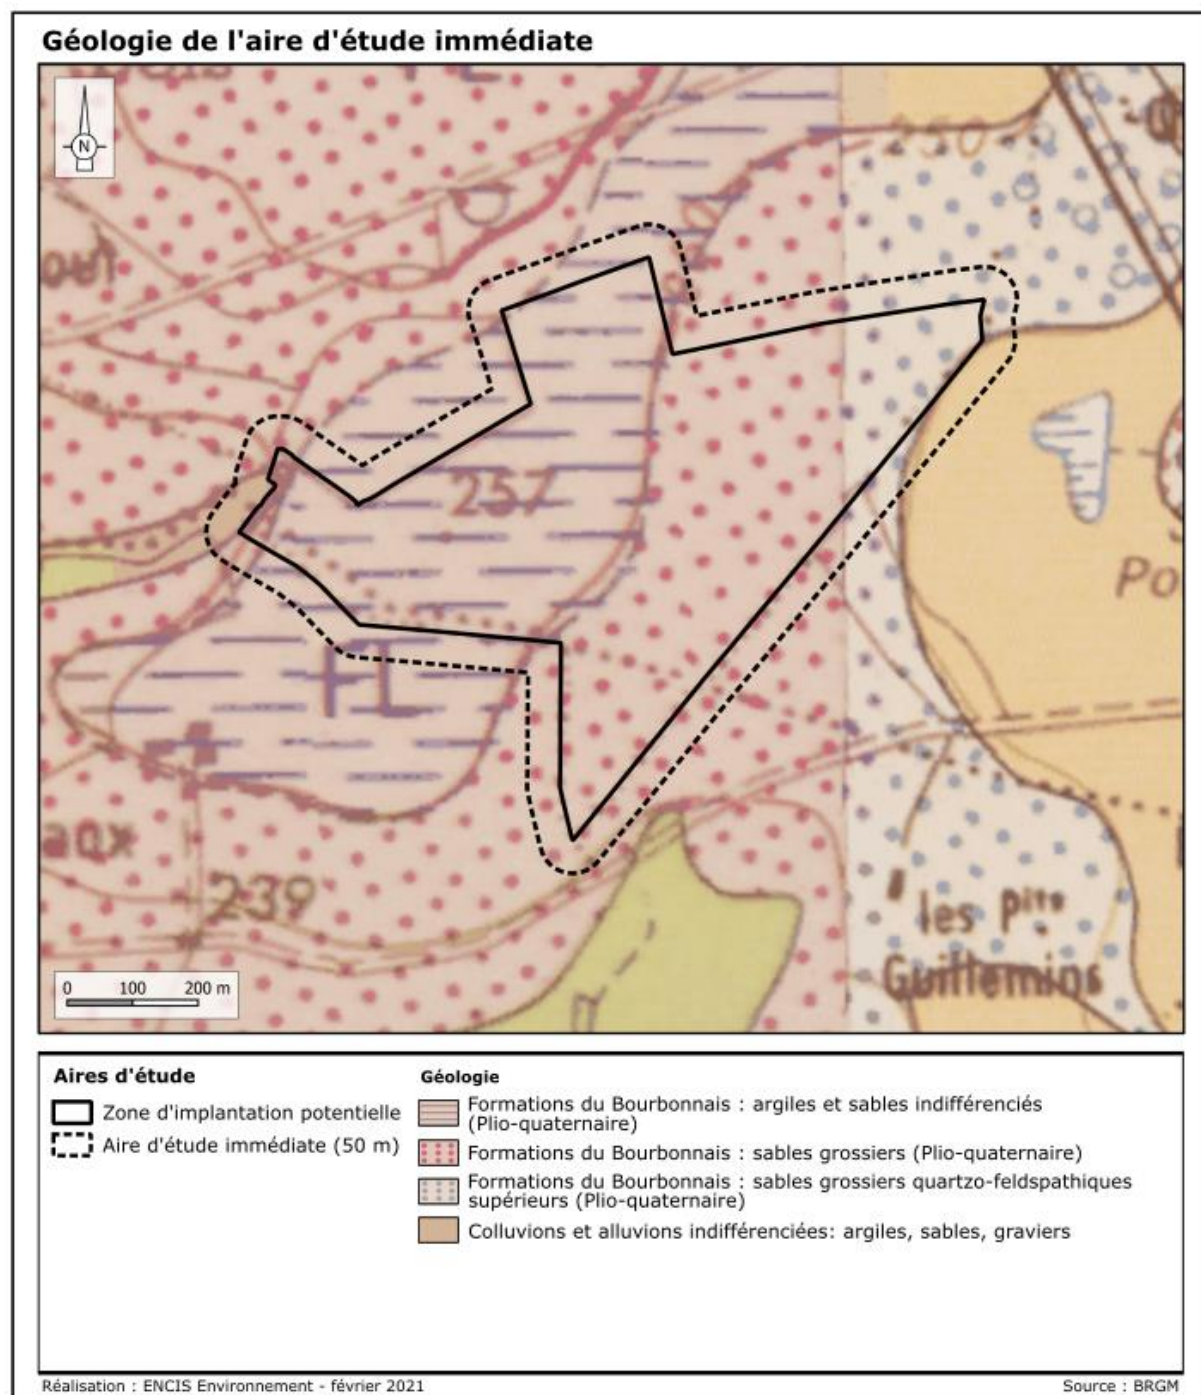 Géologie de l'aire d'étude immédiate
N
250
257
Po
239
les Pits
Guillemins
0 100 200 m
Aires d'étude
Zone d'implantation potentielle
Aire d'étude immédiate (50 m)
Géologie
Formations du Bourbonnais : argiles et sables indifférenciés
(Plio-quaternaire)
Formations du Bourbonnais : sables grossiers (Plio-quaternaire)
Formations du Bourbonnais : sables grossiers quartzo-feldspathiques
supérieurs (Plio-quaternaire)
Colluvions et alluvions indifférenciées: argiles, sables, graviers
Réalisation : ENCIS Environnement - février 2021
Source : BRGM